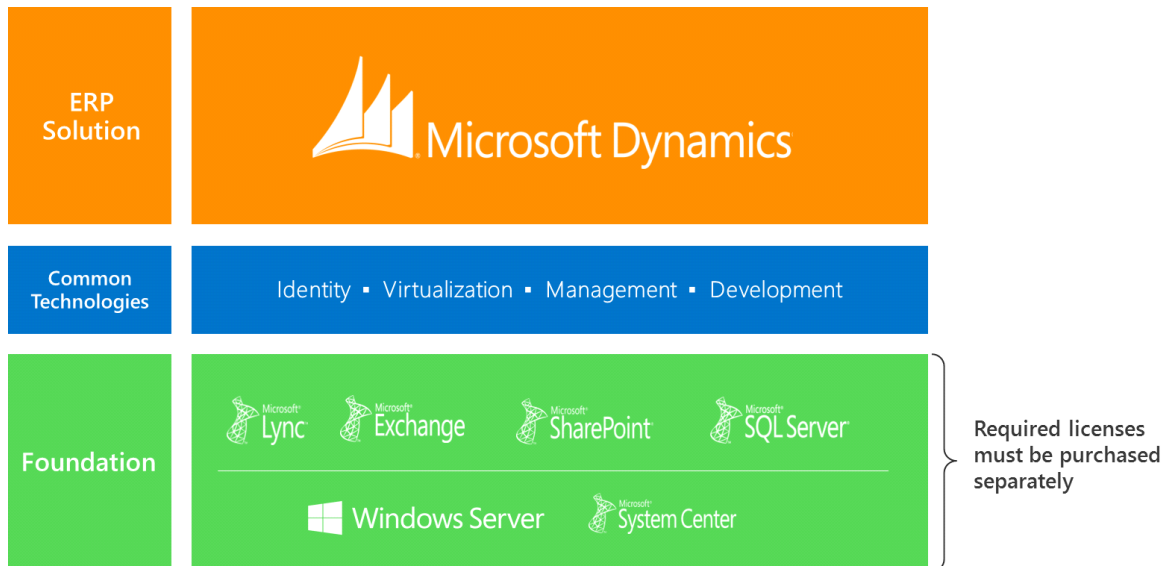 ERP
Solution
Microsoft Dynamics
Common
Technologies
Identity ▪ Virtualization ▪ Management ▪ Development
Foundation
Microsoft®
Lync
Microsoft®
Exchange
Microsoft®
SharePoint
Microsoft®
SQL Server
Windows Server
Microsoft®
System Center
Required licenses
must be purchased
separately